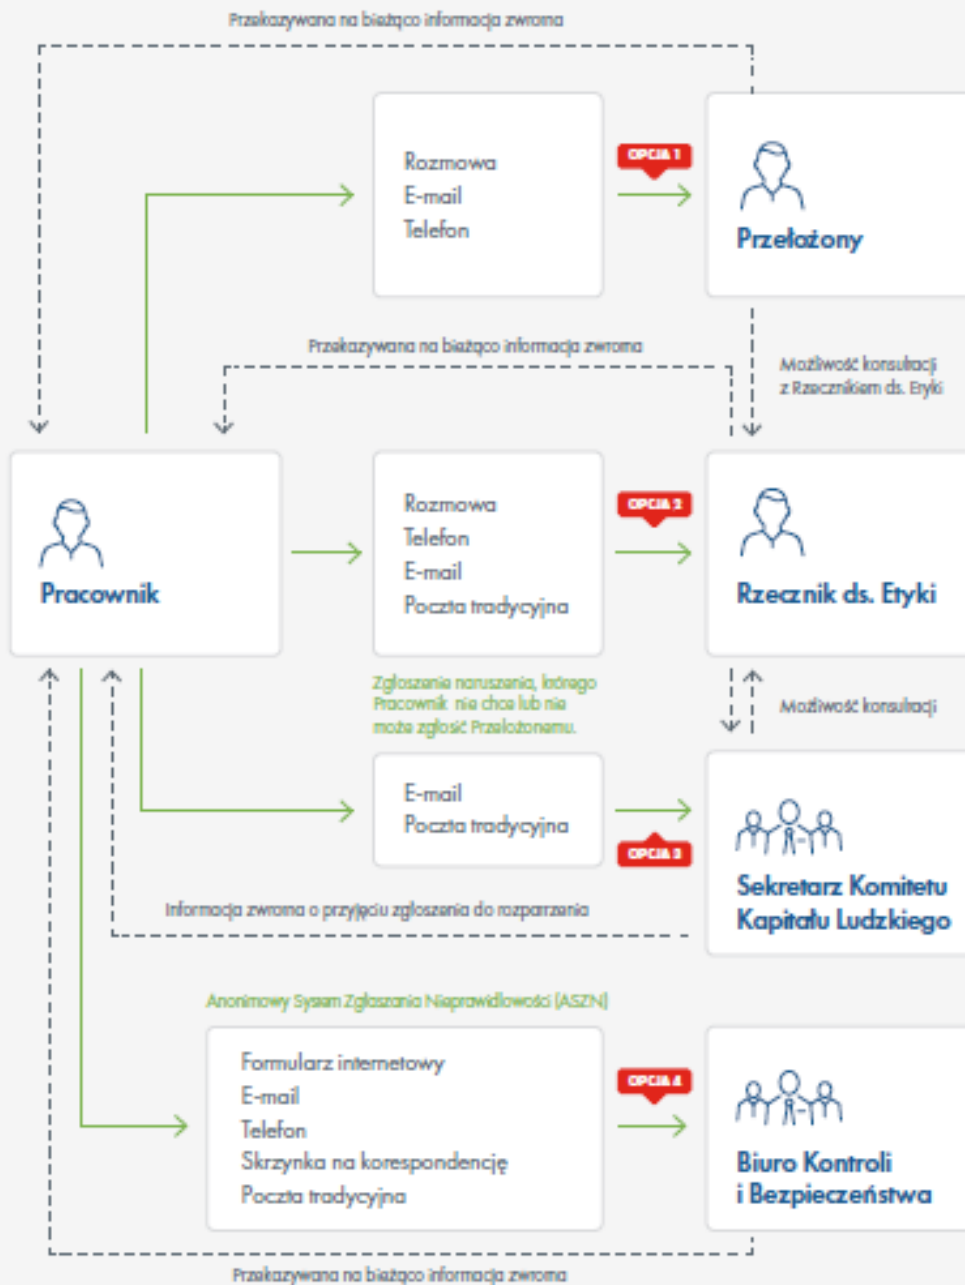 Przekazywana na bieżąco informacja zwrotna
Rozmowa
E-mail
Telefon
OPCJA 1
Przełożony
Przekazywana na bieżąco informacja zwrotna
Możliwość konsultacji
z Rzecznikiem ds. Etyki
Pracownik
Rozmowa
Telefon
E-mail
Poczta tradycyjna
OPCJA 2
Rzecznik ds. Etyki
Zgłoszenie naruszenia, którego
Pracownik nie chce lub nie
może zgłosić Przełożonemu.
Możliwość konsultacji
E-mail
Poczta tradycyjna
OPCJA 3
Sekretarz Komitetu
Kapitału Ludzkiego
Informacja zwrotna o przyjęciu zgłoszenia do rozpatrzenia
Anonimowy System Zgłaszania Nieprawidłowości (ASZN)
Formularz internetowy
E-mail
Telefon
Skrzynka na korespondencję
Poczta tradycyjna
OPCJA 4
Biuro Kontroli
i Bezpieczeństwa
Przekazywana na bieżąco informacja zwrotna